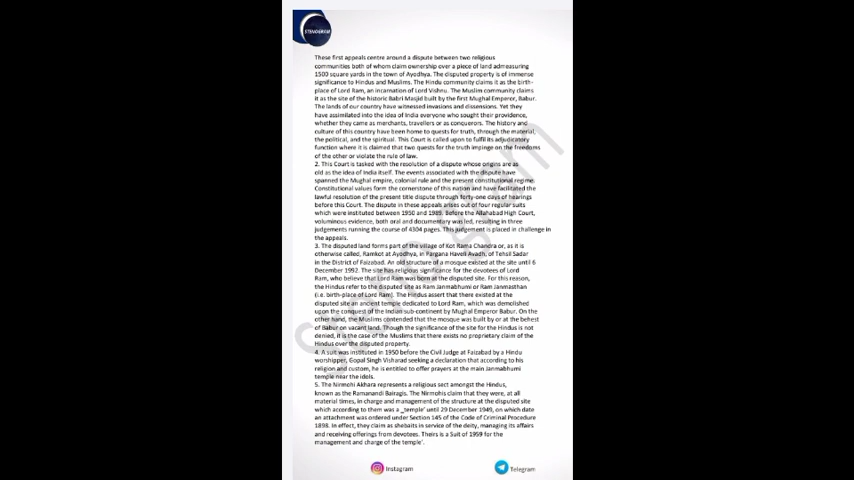 STENOGRAM
These first appeals centre around a dispute between two religious
communities both of whom claim ownership over a piece of land admeasuring
1500 square yards in the town of Ayodhya. The disputed property is of immense
significance to Hindus and Muslims. The Hindu community claims it as the birth-
place of Lord Ram, an incarnation of Lord Vishnu. The Muslim community claims
it as the site of the historic Babri Masjid built by the first Mughal Emperor, Babur.
The lands of our country have witnessed invasions and dissensions. Yet they
have assimilated into the idea of India everyone who sought their providence,
whether they came as merchants, travellers or as conquerors. The history and
culture of this country have been home to quests for truth, through the material,
the political, and the spiritual. This Court is called upon to fulfil its adjudicatory
function where it is claimed that two quests for the truth impinge on the freedoms
of the other or violate the rule of law.
2. This Court is tasked with the resolution of a dispute whose origins are as
old as the idea of India itself. The events associated with the dispute have
spanned the Mughal empire, colonial rule and the present constitutional regime.
Constitutional values form the cornerstone of this nation and have facilitated the
lawful resolution of the present title dispute through forty-one days of hearings
before this Court. The dispute in these appeals arises out of four regular suits
which were instituted between 1950 and 1989. Before the Allahabad High Court,
voluminous evidence, both oral and documentary was led, resulting in three
judgements running the course of 4304 pages. This judgement is placed in challenge in
the appeals.
3. The disputed land forms part of the village of Kot Rama Chandra or, as it is
otherwise called, Ramkot at Ayodhya, in Pargana Haveli Avadh, of Tehsil Sadar
in the District of Faizabad. An old structure of a mosque existed at the site until 6
December 1992. The site has religious significance for the devotees of Lord
Ram, who believe that Lord Ram was born at the disputed site. For this reason,
the Hindus refer to the disputed site as Ram Janmabhumi or Ram Janmasthan
(i.e. birth-place of Lord Ram). The Hindus assert that there existed at the
disputed site an ancient temple dedicated to Lord Ram, which was demolished
upon the conquest of the Indian sub-continent by Mughal Emperor Babur. On the
other hand, the Muslims contended that the mosque was built by or at the behest
of Babur on vacant land. Though the significance of the site for the Hindus is not
denied, it is the case of the Muslims that there exists no proprietary claim of the
Hindus over the disputed property.
4. A suit was instituted in 1950 before the Civil Judge at Faizabad by a Hindu
worshipper, Gopal Singh Visharad seeking a declaration that according to his
religion and custom, he is entitled to offer prayers at the main Janmabhumi
temple near the idols.
5. The Nirmohi Akhara represents a religious sect amongst the Hindus,
known as the Ramanandi Bairagis. The Nirmohis claim that they were, at all
material times, in charge and management of the structure at the disputed site
which according to them was a _temple' until 29 December 1949, on which date
an attachment was ordered under Section 145 of the Code of Criminal Procedure
1898. In effect, they claim as shebaits in service of the deity, managing its affairs
and receiving offerings from devotees. Theirs is a Suit of 1959 for the
management and charge of the temple'.
Instagram
Telegram